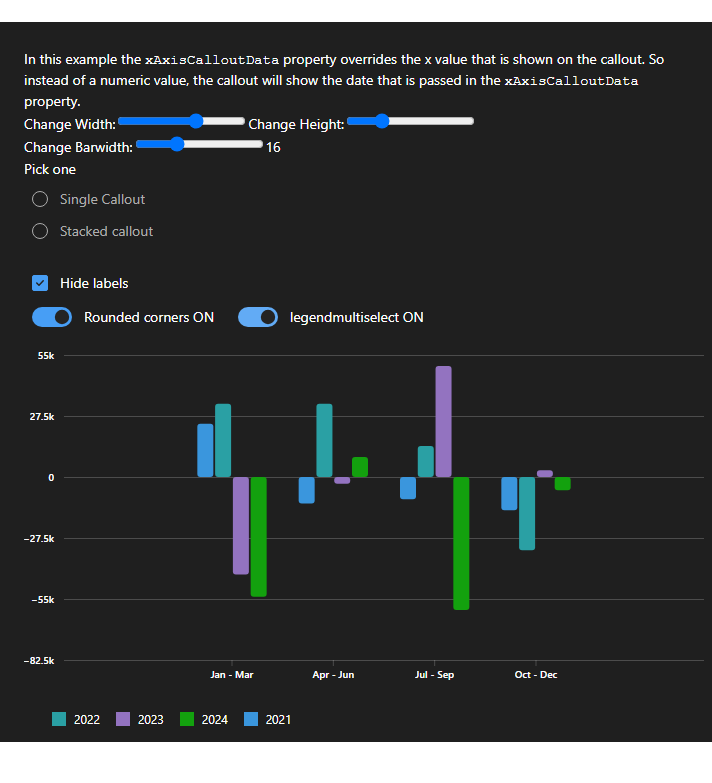 In this example the xAxisCalloutData property overrides the x value that is shown on the callout. So
instead of a numeric value, the callout will show the date that is passed in the xAxisCalloutData
property.
Change Width: Change Height:
Change Barwidth: 16
Pick one
Single Callout
Stacked callout
Hide labels
Rounded corners ON legendmultiselect ON
55k
27.5k
0
−27.5k
−55k
−82.5k
Jan - Mar Apr - Jun Jul - Sep Oct - Dec
2022 2023 2024 2021